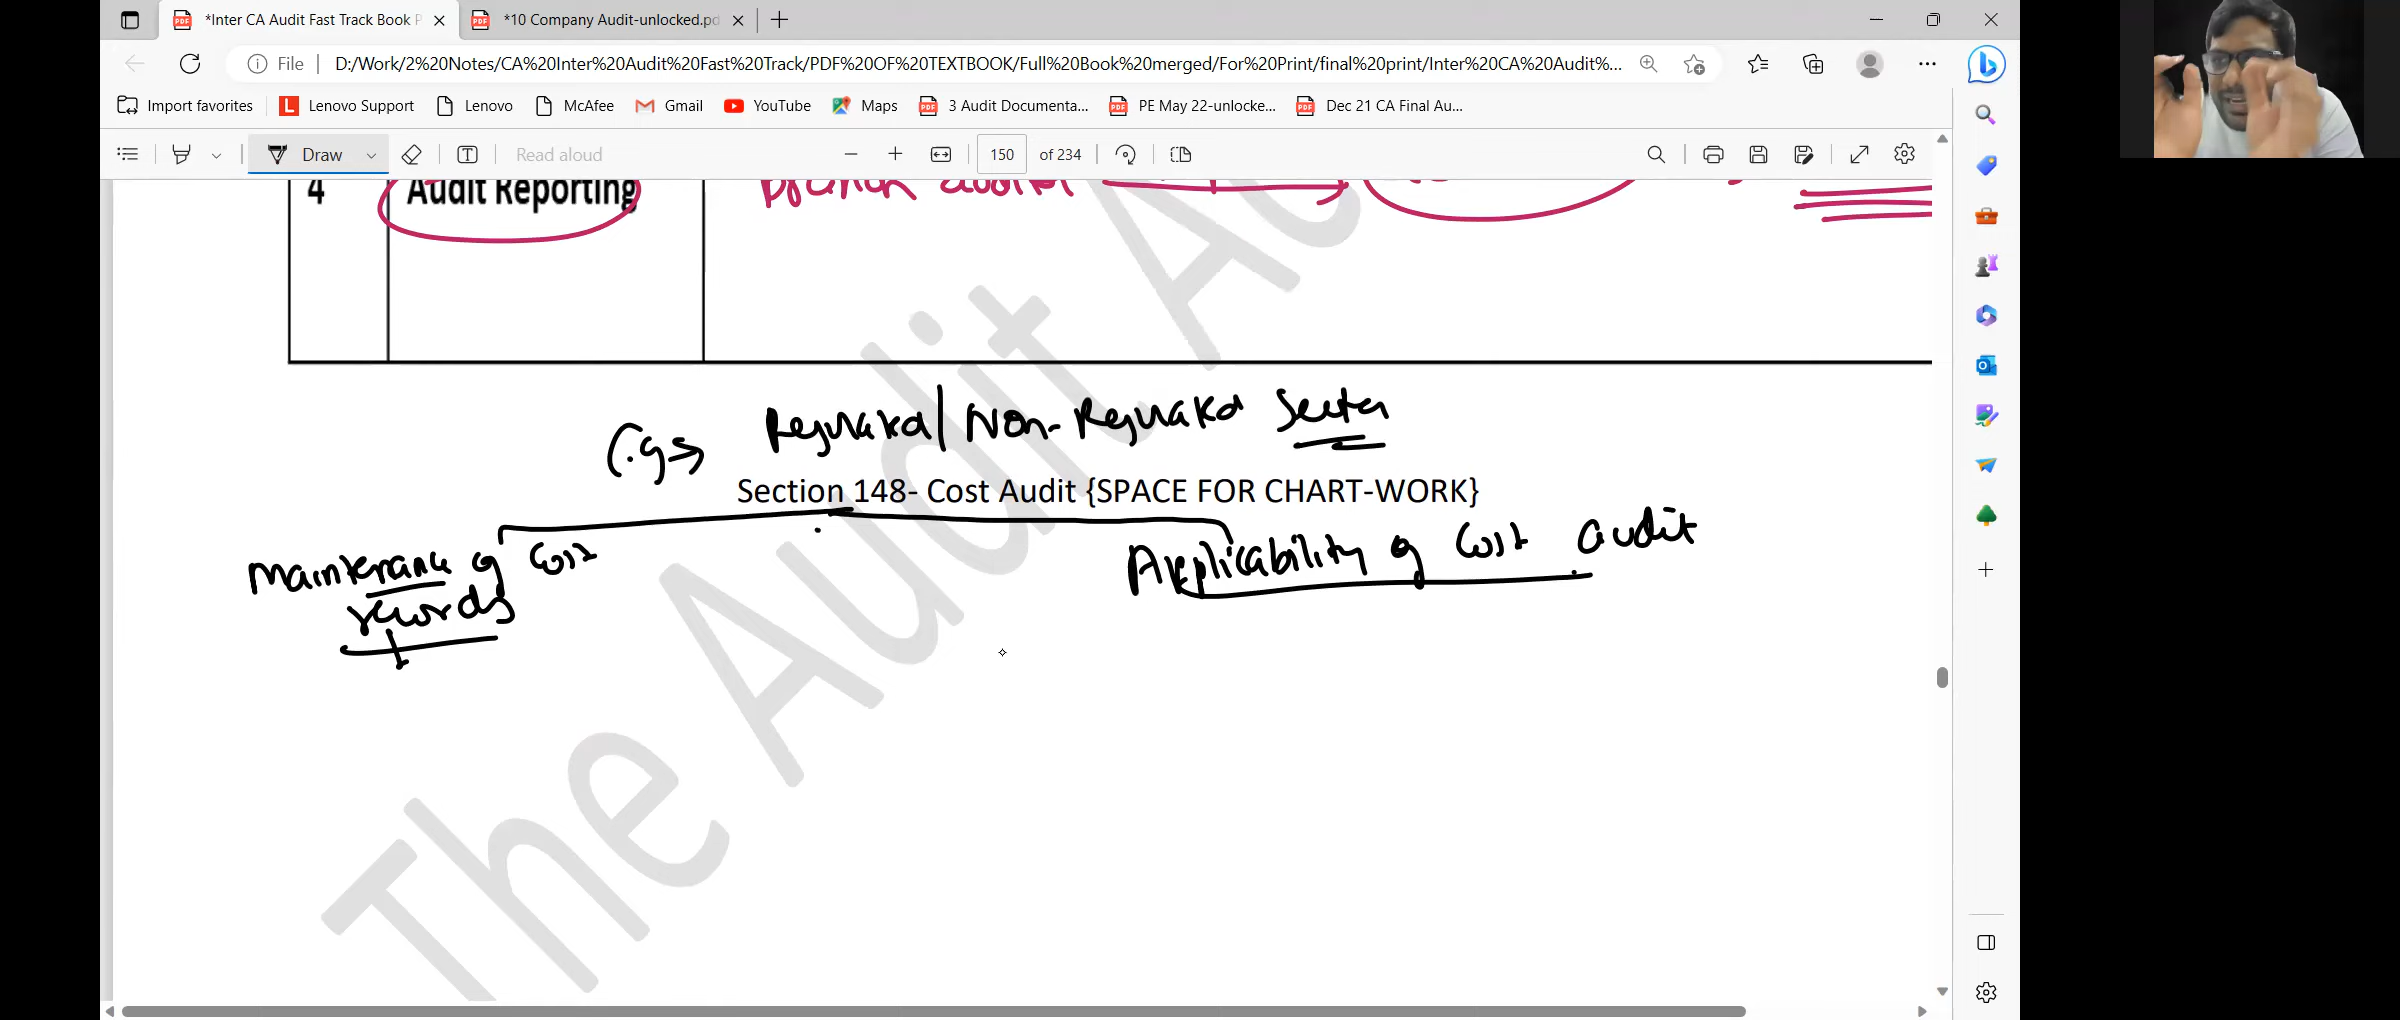 *Inter CA Audit Fast Track Book P
*10 Company Audit-unlocked.pd
File
D:/Work/2%20Notes/CA%20Inter%20Audit%20Fast%20Track/PDF%20OF%20TEXTBOOK/Full%20Book%20merged/For%20Print/final%20print/Inter%20CA%20Audit%...
Import favorites Lenovo Support Lenovo McAfee Gmail YouTube Maps 3 Audit Documenta... PE May 22-unlocke... Dec 21 CA Final Au...
Draw Read aloud 150 of 234
4 Audit Reporting Branch auditor
E.g → Regulated / Non-Regulated Sector
Section 148- Cost Audit {SPACE FOR CHART-WORK}
Maintenance of Cost
records
Applicability of Cost audit
The Audit